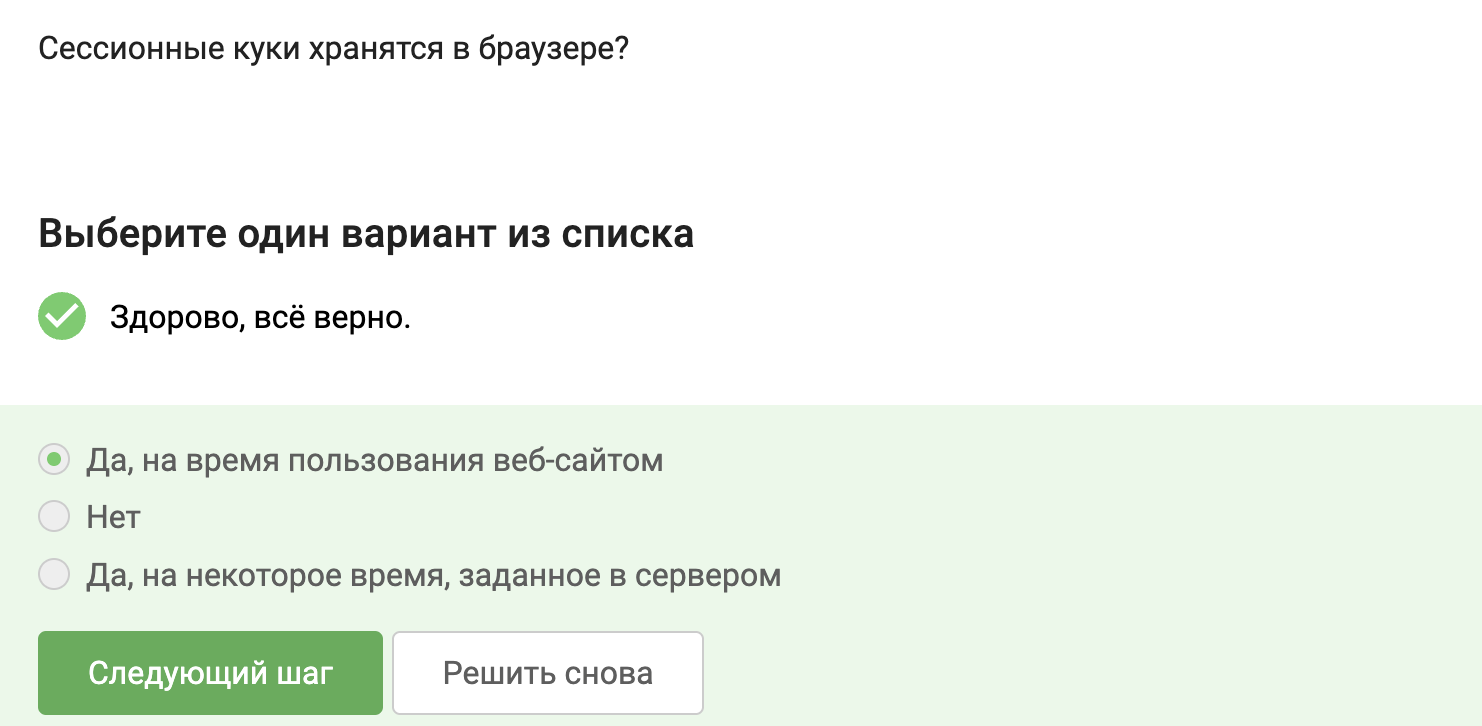 Сессионные куки хранятся в браузере?
Выберите один вариант из списка
Здорово, всё верно.
Да, на время пользования веб-сайтом
Нет
Да, на некоторое время, заданное в сервером
Следующий шаг
Решить снова